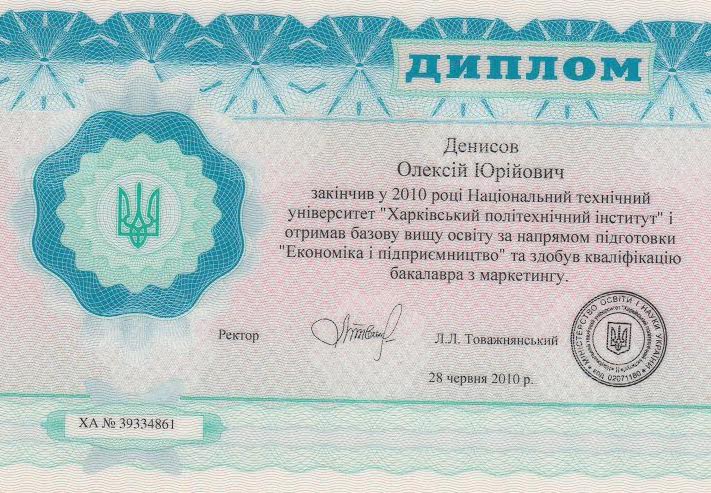 ДИПЛОМ
Денисов
Олексій Юрійович
закінчив у 2010 році Національний технічний
університет "Харківський політехнічний інститут" і
отримав базову вищу освіту за напрямом підготовки
"Економіка і підприємництво" та здобув кваліфікацію
бакалавра з маркетингу.
Ректор
Л.Л. Товажнянський
МІНІСТЕРСТВО ОСВІТИ І НАУКИ УКРАЇНИ
код 02071180
28 червня 2010 р.
ХА № 39334861